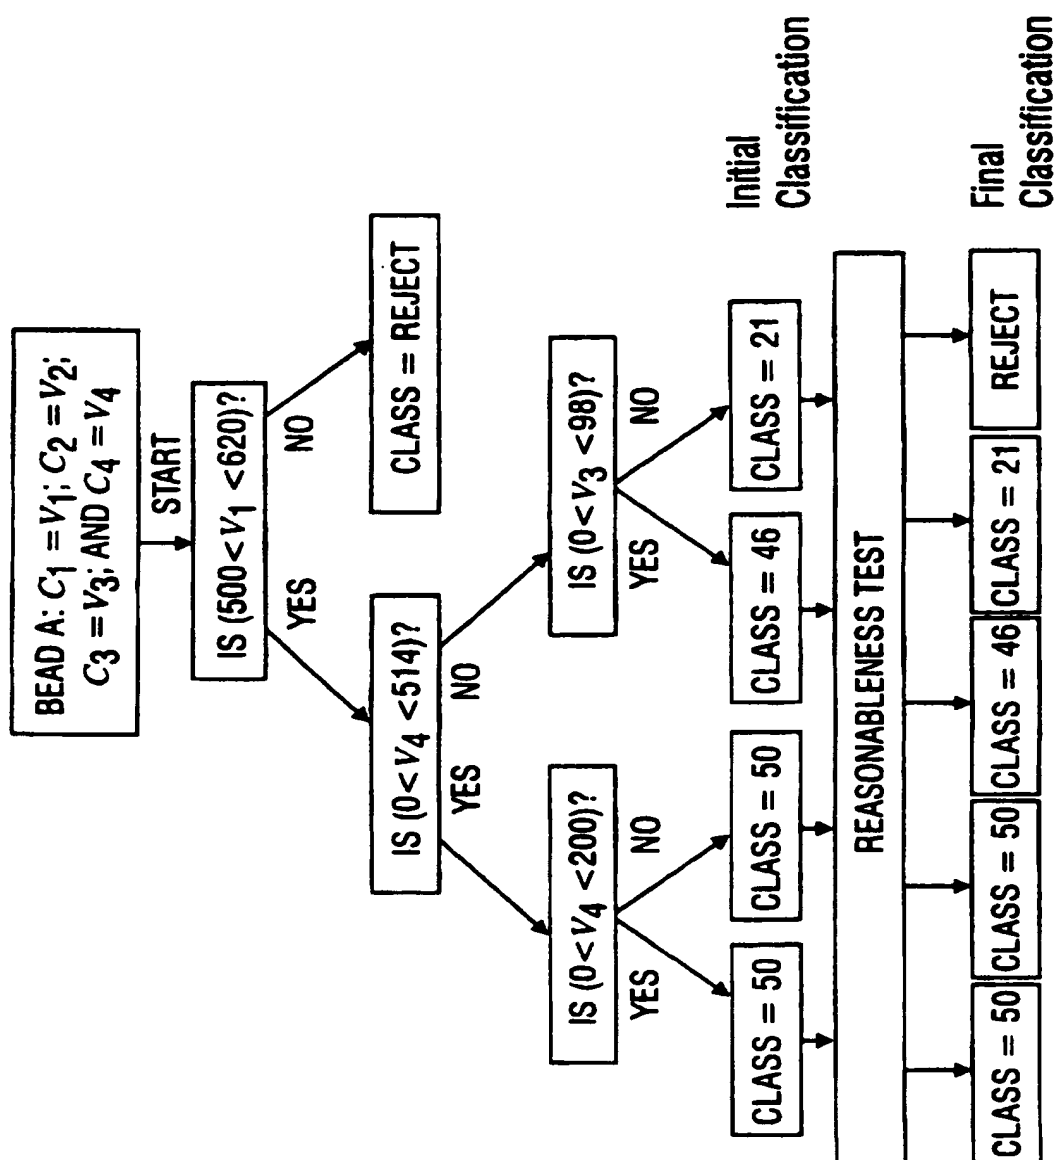 BEAD A: C1 = V1; C2 = V2;
C3 = V3; AND C4 = V4
START
IS (500 < V1 < 620)?
YES
NO
IS (0 < V4 < 514)?
CLASS = REJECT
YES
NO
IS (0 < V4 < 200)?
IS (0 < V3 < 98)?
YES
NO
YES
NO
CLASS = 50
CLASS = 50
CLASS = 46
CLASS = 21
Initial
Classification
REASONABLENESS TEST
CLASS = 50
CLASS = 50
CLASS = 46
CLASS = 21
REJECT
Final
Classification